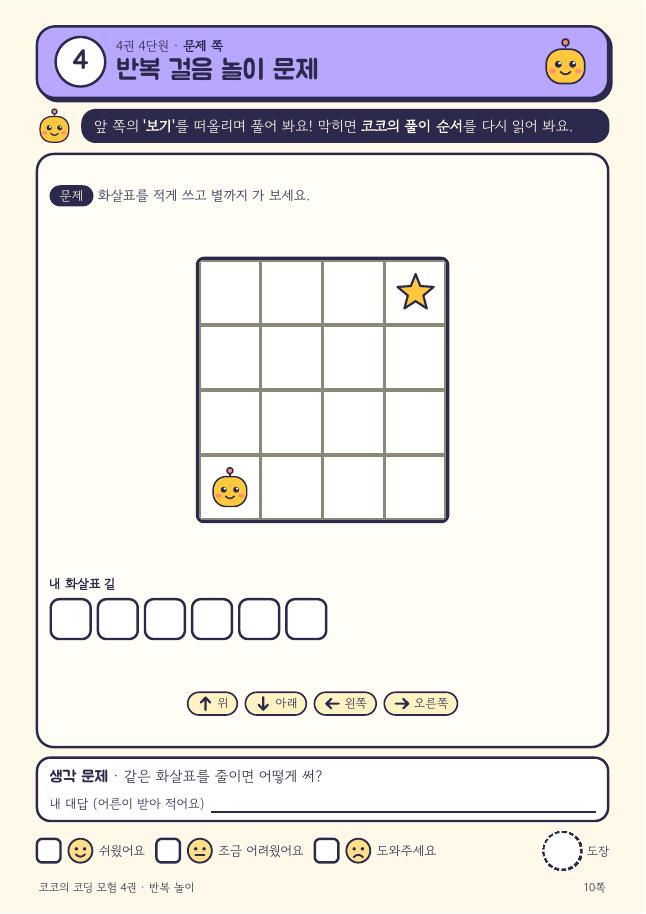 4
4권 4단원 · 문제 쪽
반복 걸음 놀이 문제
앞 쪽의 '보기'를 떠올리며 풀어 봐요! 막히면 코코의 풀이 순서를 다시 읽어 봐요.
문제 화살표를 적게 쓰고 별까지 가 보세요.
내 화살표 길
↑ 위 ↓ 아래 ← 왼쪽 → 오른쪽
생각 문제 · 같은 화살표를 줄이면 어떻게 써?
내 대답 (어른이 받아 적어요)
쉬웠어요 조금 어려웠어요 도와주세요 도장
코코의 코딩 모험 4권 · 반복 놀이 10쪽